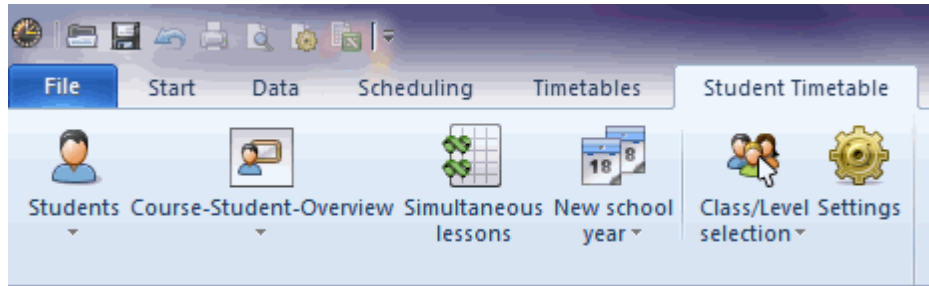 File Start Data Scheduling Timetables Student Timetable
18 8
Students Course-Student-Overview Simultaneous New school Class/Level Settings
lessons year selection